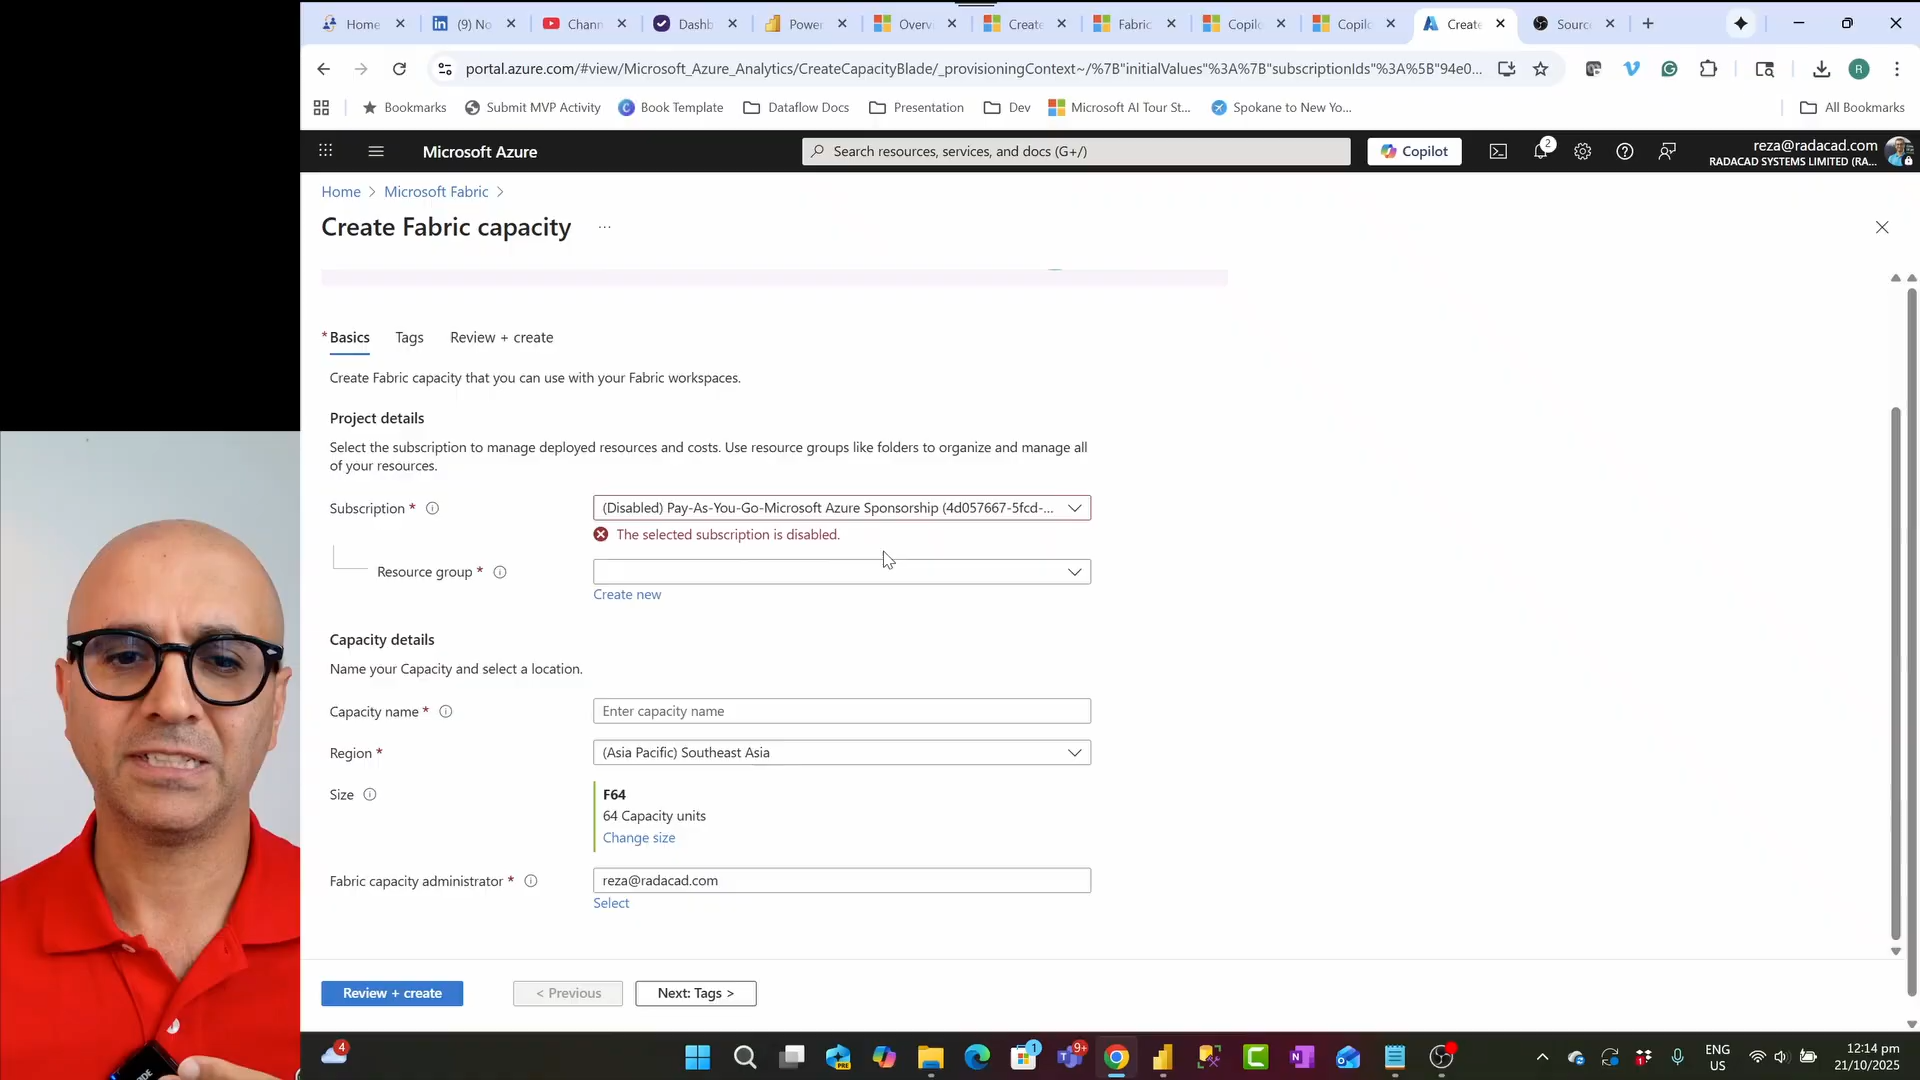 Home
(9) No
Chann
Dashb
Power
Overv
Create
Fabric
Copilo
Copilo
Create
Sourc
portal.azure.com/#view/Microsoft_Azure_Analytics/CreateCapacityBlade/_provisioningContext~/%7B"initialValues"%3A%7B"subscriptionIds"%3A%5B"94e0...
R
Bookmarks
Submit MVP Activity
Book Template
Dataflow Docs
Presentation
Dev
Microsoft AI Tour St...
Spokane to New Yo...
All Bookmarks
Microsoft Azure
Search resources, services, and docs (G+/)
Copilot
2
reza@radacad.com
RADACAD SYSTEMS LIMITED (RA...
Home > Microsoft Fabric >
Create Fabric capacity ...
* Basics
Tags
Review + create
Create Fabric capacity that you can use with your Fabric workspaces.
Project details
Select the subscription to manage deployed resources and costs. Use resource groups like folders to organize and manage all
of your resources.
Subscription *
(Disabled) Pay-As-You-Go-Microsoft Azure Sponsorship (4d057667-5fcd-...
The selected subscription is disabled.
Resource group *
Create new
Capacity details
Name your Capacity and select a location.
Capacity name *
Enter capacity name
Region *
(Asia Pacific) Southeast Asia
Size
F64
64 Capacity units
Change size
Fabric capacity administrator *
reza@radacad.com
Select
Review + create
< Previous
Next: Tags >
4
PRE
1
9+
ENG
US
12:14 pm
21/10/2025